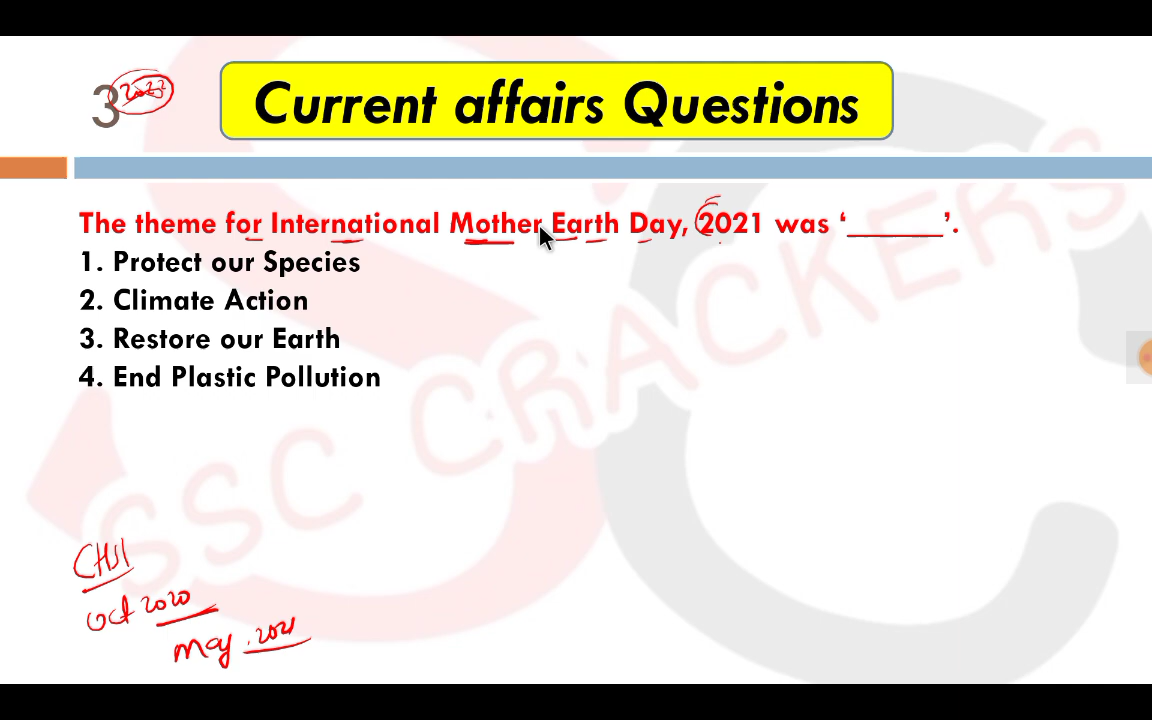 3
Current affairs Questions
The theme for International Mother Earth Day, 2021 was ‘______’.
1. Protect our Species
2. Climate Action
3. Restore our Earth
4. End Plastic Pollution
SSC CRACKERS
Oct 2020
May 2021